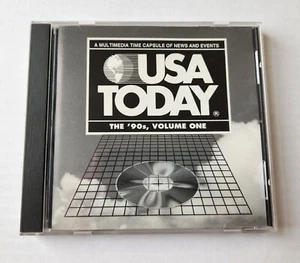 A MULTIMEDIA TIME CAPSULE OF NEWS AND EVENTS
USA
TODAY®
THE '90s, VOLUME ONE